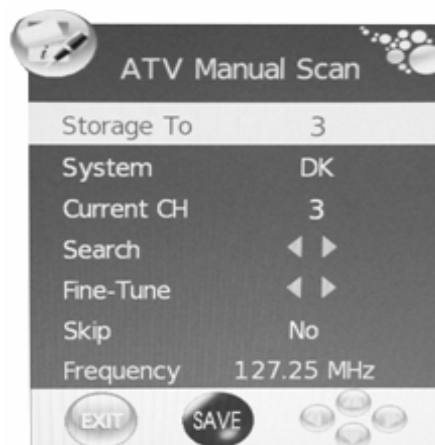 ATV Manual Scan
Storage To 3
System DK
Current CH 3
Search
Fine-Tune
Skip No
Frequency 127.25 MHz
EXIT SAVE